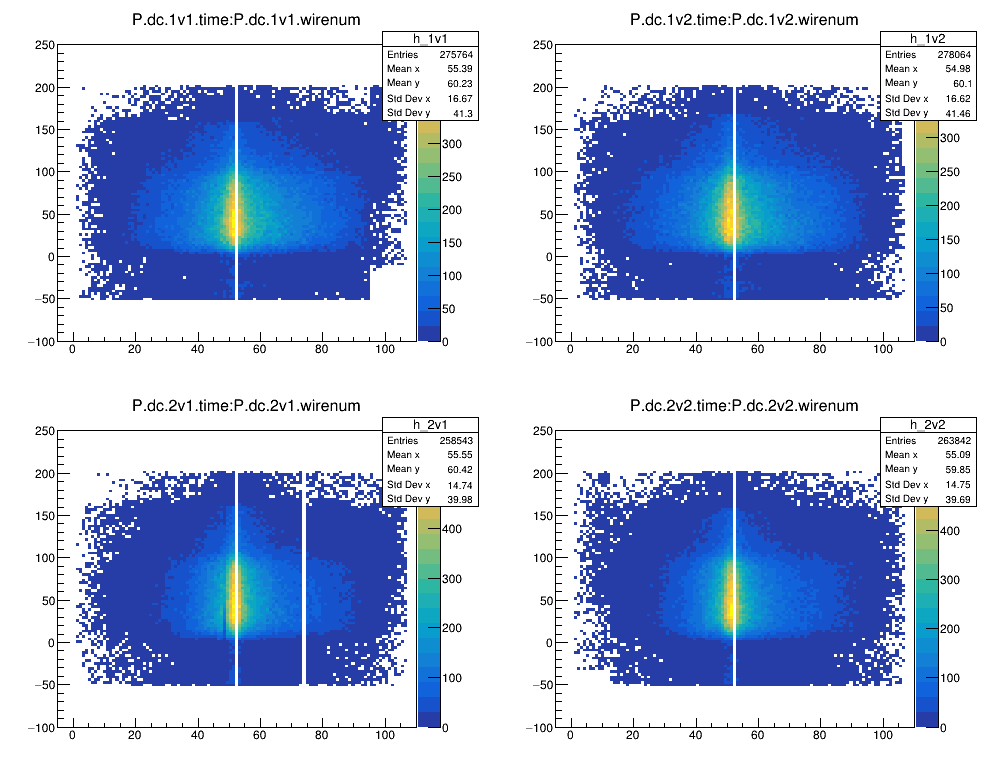 P.dc.1v1.time:P.dc.1v1.wirenum
h_1v1
Entries 275764
Mean x 55.39
Mean y 60.23
Std Dev x 16.67
Std Dev y 41.3
250
200
150
100
50
0
−50
−100
0 20 40 60 80 100
300
250
200
150
100
50
0
P.dc.1v2.time:P.dc.1v2.wirenum
h_1v2
Entries 278064
Mean x 54.98
Mean y 60.1
Std Dev x 16.62
Std Dev y 41.46
250
200
150
100
50
0
−50
−100
0 20 40 60 80 100
300
250
200
150
100
50
0
P.dc.2v1.time:P.dc.2v1.wirenum
h_2v1
Entries 258543
Mean x 55.55
Mean y 60.42
Std Dev x 14.74
Std Dev y 39.98
250
200
150
100
50
0
−50
−100
0 20 40 60 80 100
400
300
200
100
0
P.dc.2v2.time:P.dc.2v2.wirenum
h_2v2
Entries 263842
Mean x 55.09
Mean y 59.85
Std Dev x 14.75
Std Dev y 39.69
250
200
150
100
50
0
−50
−100
0 20 40 60 80 100
400
300
200
100
0